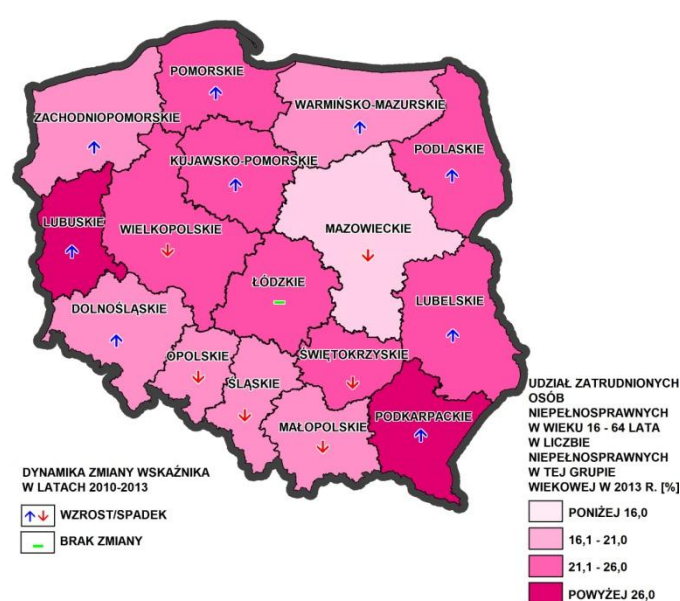 POMORSKIE
WARMIŃSKO-MAZURSKIE
ZACHODNIOPOMORSKIE
PODLASKIE
KUJAWSKO-POMORSKIE
LUBUSKIE
WIELKOPOLSKIE
MAZOWIECKIE
ŁÓDZKIE
LUBELSKIE
DOLNOŚLĄSKIE
OPOLSKIE
ŚWIĘTOKRZYSKIE
ŚLĄSKIE
MAŁOPOLSKIE
PODKARPACKIE
DYNAMIKA ZMIANY WSKAŹNIKA
W LATACH 2010-2013
WZROST/SPADEK
BRAK ZMIANY
UDZIAŁ ZATRUDNIONYCH
OSÓB
NIEPEŁNOSPRAWNYCH
W WIEKU 16 - 64 LATA
W LICZBIE
NIEPEŁNOSPRAWNYCH
W TEJ GRUPIE
WIEKOWEJ W 2013 R. [%]
PONIŻEJ 16,0
16,1 - 21,0
21,1 - 26,0
POWYŻEJ 26,0